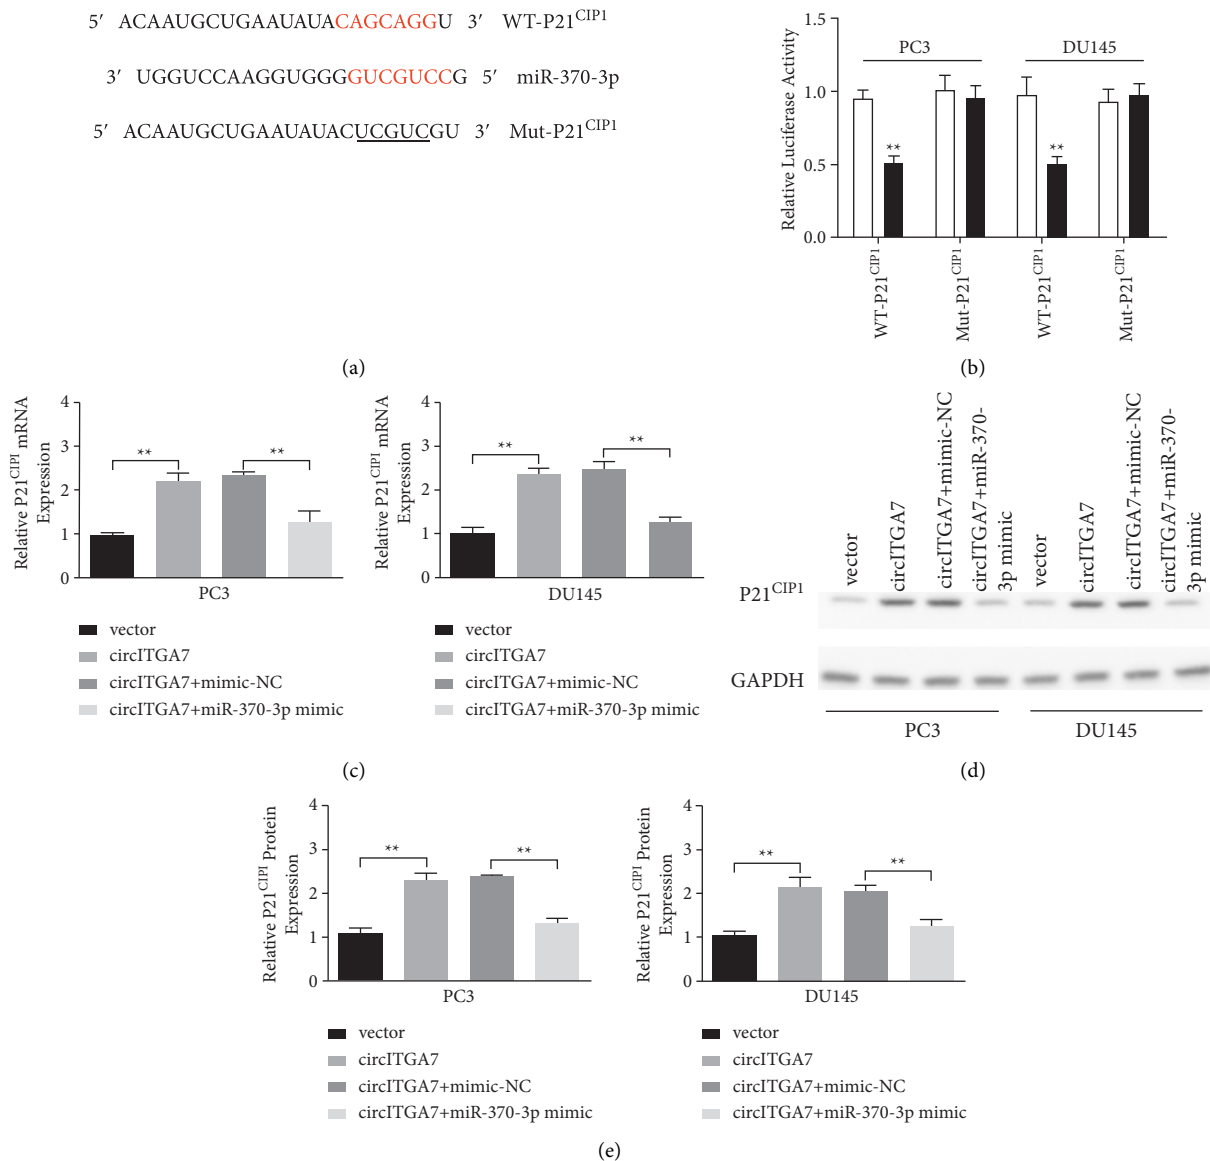 5′ ACAAUGCUGAAUAUACAGCAGGU 3′ WT-P21CIP1
3′ UGGUCCAAGGUGGGGUCGUCCG 5′ miR-370-3p
5′ ACAAUGCUGAAUAUACUCGUCGU 3′ Mut-P21CIP1
(a)
Relative Luciferase Activity
1.5
1.0
0.5
0.0
PC3
DU145
**
**
WT-P21CIP1
Mut-P21CIP1
WT-P21CIP1
Mut-P21CIP1
(b)
Relative P21CIP1 mRNA
Expression
4
3
2
1
0
**
**
PC3
vector
circITGA7
circITGA7+mimic-NC
circITGA7+miR-370-3p mimic
Relative P21CIP1 mRNA
Expression
4
3
2
1
0
**
**
DU145
vector
circITGA7
circITGA7+mimic-NC
circITGA7+miR-370-3p mimic
(c)
vector
circITGA7
circITGA7+mimic-NC
circITGA7+miR-370-
3p mimic
vector
circITGA7
circITGA7+mimic-NC
circITGA7+miR-370-
3p mimic
P21CIP1
GAPDH
PC3
DU145
(d)
Relative P21CIP1 Protein
Expression
4
3
2
1
0
**
**
PC3
vector
circITGA7
circITGA7+mimic-NC
circITGA7+miR-370-3p mimic
Relative P21CIP1 Protein
Expression
4
3
2
1
0
**
**
DU145
vector
circITGA7
circITGA7+mimic-NC
circITGA7+miR-370-3p mimic
(e)